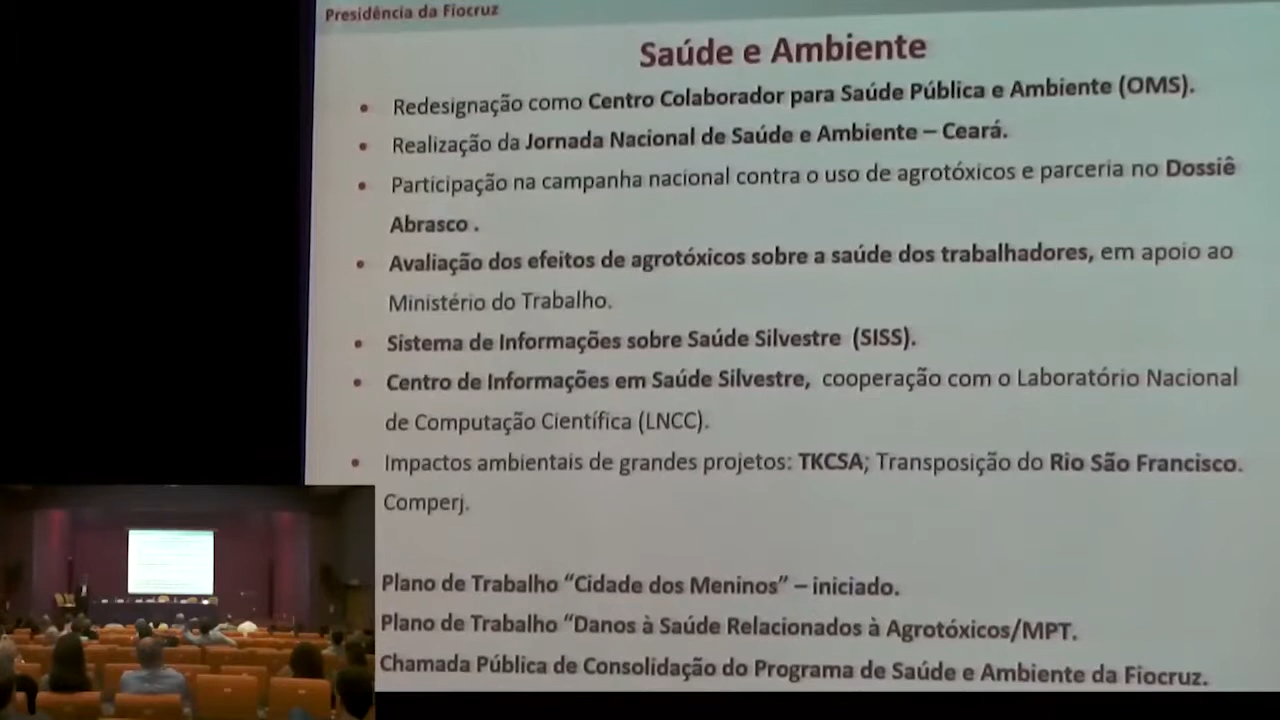 Presidência da Fiocruz
Saúde e Ambiente
• Redesignação como Centro Colaborador para Saúde Pública e Ambiente (OMS).
• Realização da Jornada Nacional de Saúde e Ambiente – Ceará.
• Participação na campanha nacional contra o uso de agrotóxicos e parceria no Dossiê
Abrasco .
• Avaliação dos efeitos de agrotóxicos sobre a saúde dos trabalhadores, em apoio ao
Ministério do Trabalho.
• Sistema de Informações sobre Saúde Silvestre (SISS).
• Centro de Informações em Saúde Silvestre, cooperação com o Laboratório Nacional
de Computação Científica (LNCC).
• Impactos ambientais de grandes projetos: TKCSA; Transposição do Rio São Francisco.
Comperj.
Plano de Trabalho “Cidade dos Meninos” – iniciado.
Plano de Trabalho “Danos à Saúde Relacionados à Agrotóxicos/MPT.
Chamada Pública de Consolidação do Programa de Saúde e Ambiente da Fiocruz.